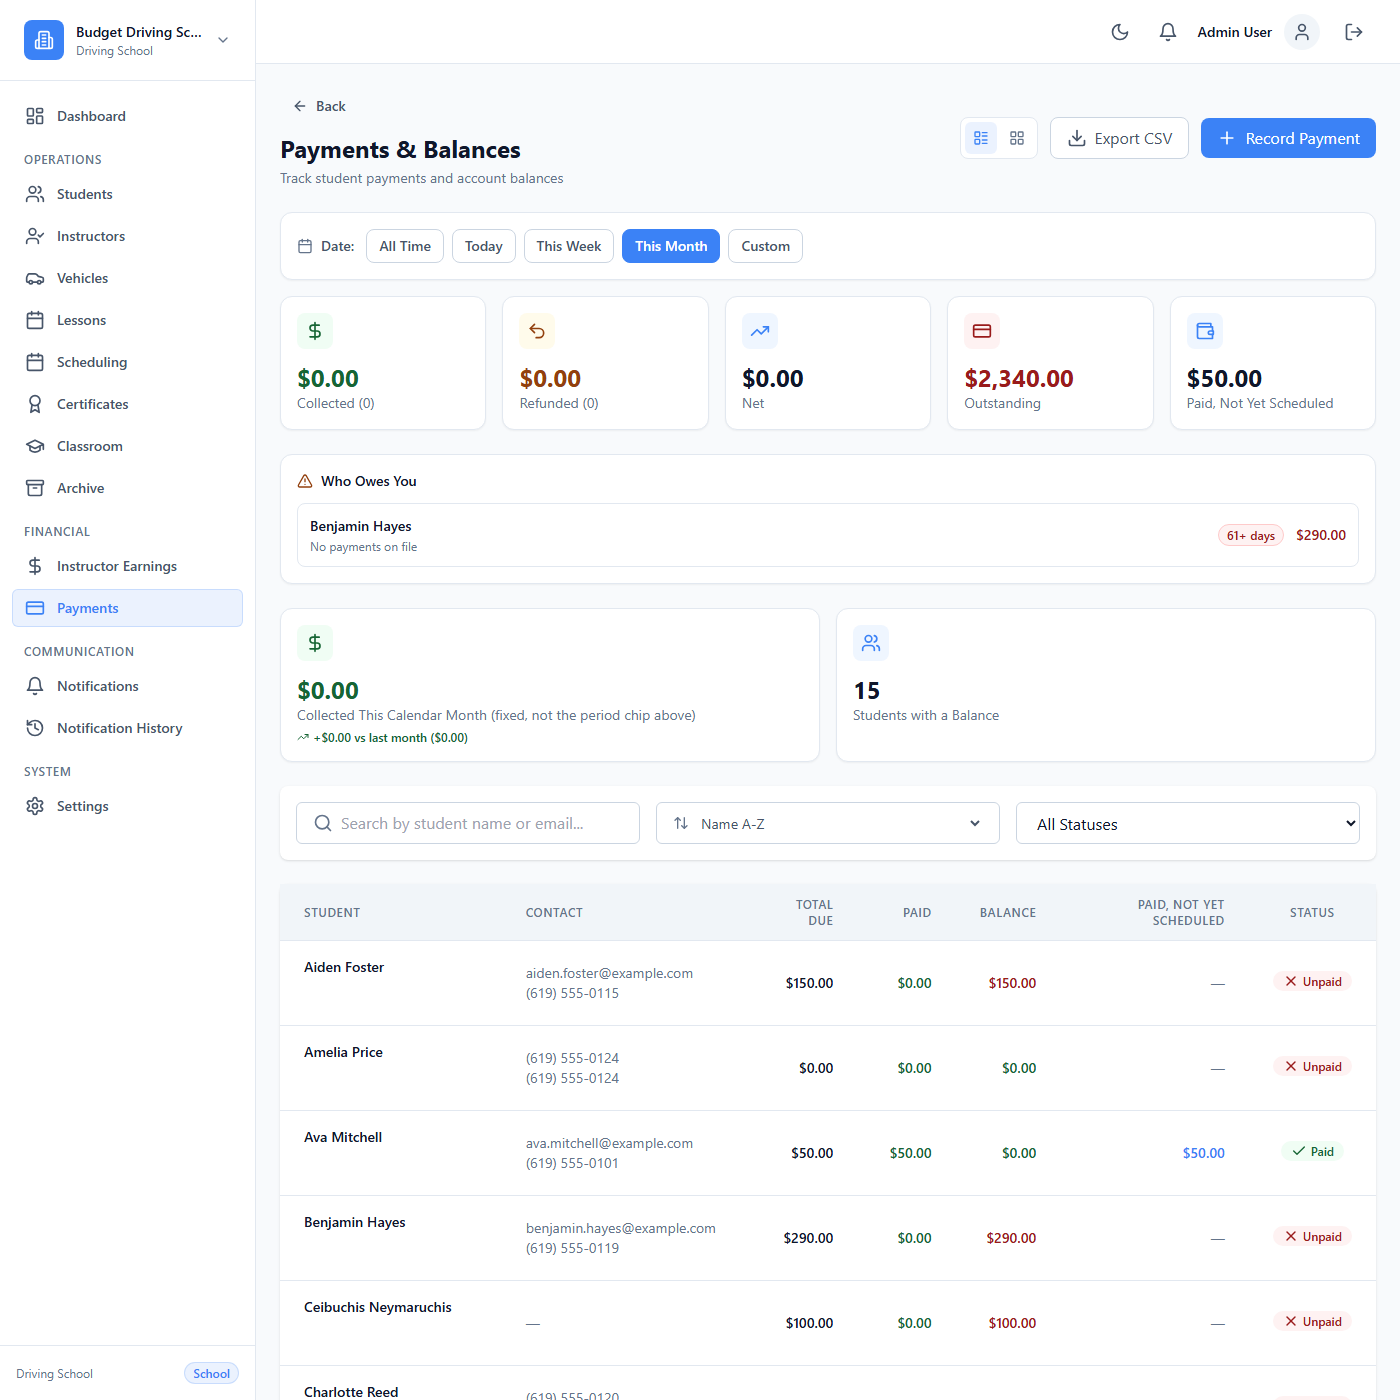 Budget Driving Sc...
Driving School
Admin User
Dashboard
OPERATIONS
Students
Instructors
Vehicles
Lessons
Scheduling
Certificates
Classroom
Archive
FINANCIAL
Instructor Earnings
Payments
COMMUNICATION
Notifications
Notification History
SYSTEM
Settings
Driving School
School
Back
Payments & Balances
Track student payments and account balances
Export CSV
Record Payment
Date:
All Time
Today
This Week
This Month
Custom
$0.00
Collected (0)
$0.00
Refunded (0)
$0.00
Net
$2,340.00
Outstanding
$50.00
Paid, Not Yet Scheduled
Who Owes You
Benjamin Hayes
No payments on file
61+ days
$290.00
$0.00
Collected This Calendar Month (fixed, not the period chip above)
+$0.00 vs last month ($0.00)
15
Students with a Balance
Search by student name or email...
Name A-Z
All Statuses
STUDENT CONTACT TOTAL DUE PAID BALANCE PAID, NOT YET SCHEDULED STATUS
Aiden Foster
aiden.foster@example.com
(619) 555-0115
$150.00 $0.00 $150.00 — Unpaid
Amelia Price
(619) 555-0124
(619) 555-0124
$0.00 $0.00 $0.00 — Unpaid
Ava Mitchell
ava.mitchell@example.com
(619) 555-0101
$50.00 $50.00 $0.00 $50.00 Paid
Benjamin Hayes
benjamin.hayes@example.com
(619) 555-0119
$290.00 $0.00 $290.00 — Unpaid
Ceibuchis Neymaruchis
— $100.00 $0.00 $100.00 — Unpaid
Charlotte Reed
(619) 555-0120